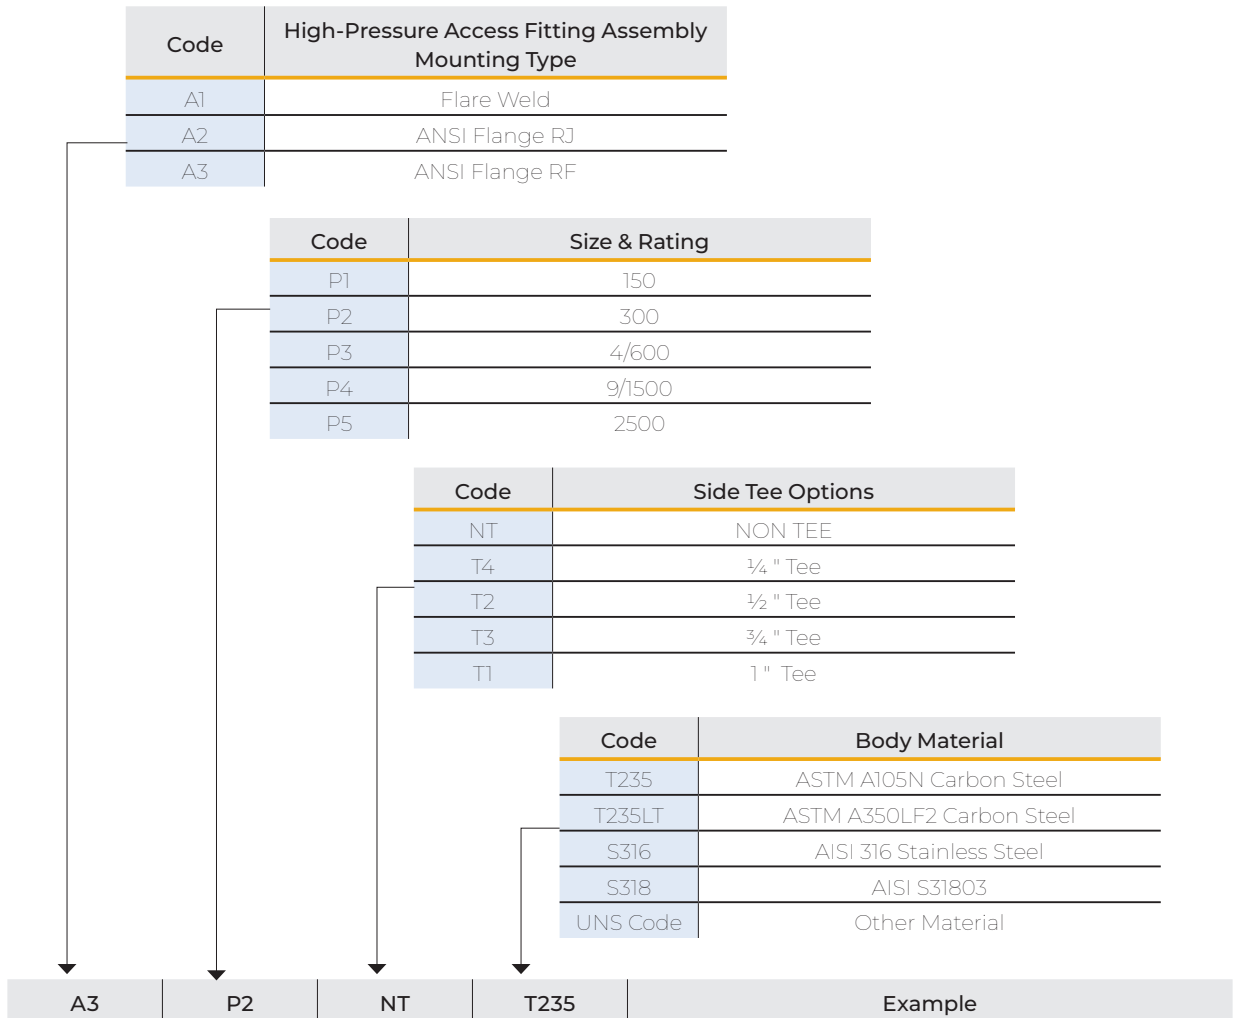 Code High-Pressure Access Fitting Assembly
Mounting Type
A1 Flare Weld
A2 ANSI Flange RJ
A3 ANSI Flange RF
Code Size & Rating
P1 150
P2 300
P3 4/600
P4 9/1500
P5 2500
Code Side Tee Options
NT NON TEE
T4 ¼ " Tee
T2 ½ " Tee
T3 ¾ " Tee
T1 1 " Tee
Code Body Material
T235 ASTM A105N Carbon Steel
T235LT ASTM A350LF2 Carbon Steel
S316 AISI 316 Stainless Steel
S318 AISI S31803
UNS Code Other Material
A3 P2 NT T235 Example